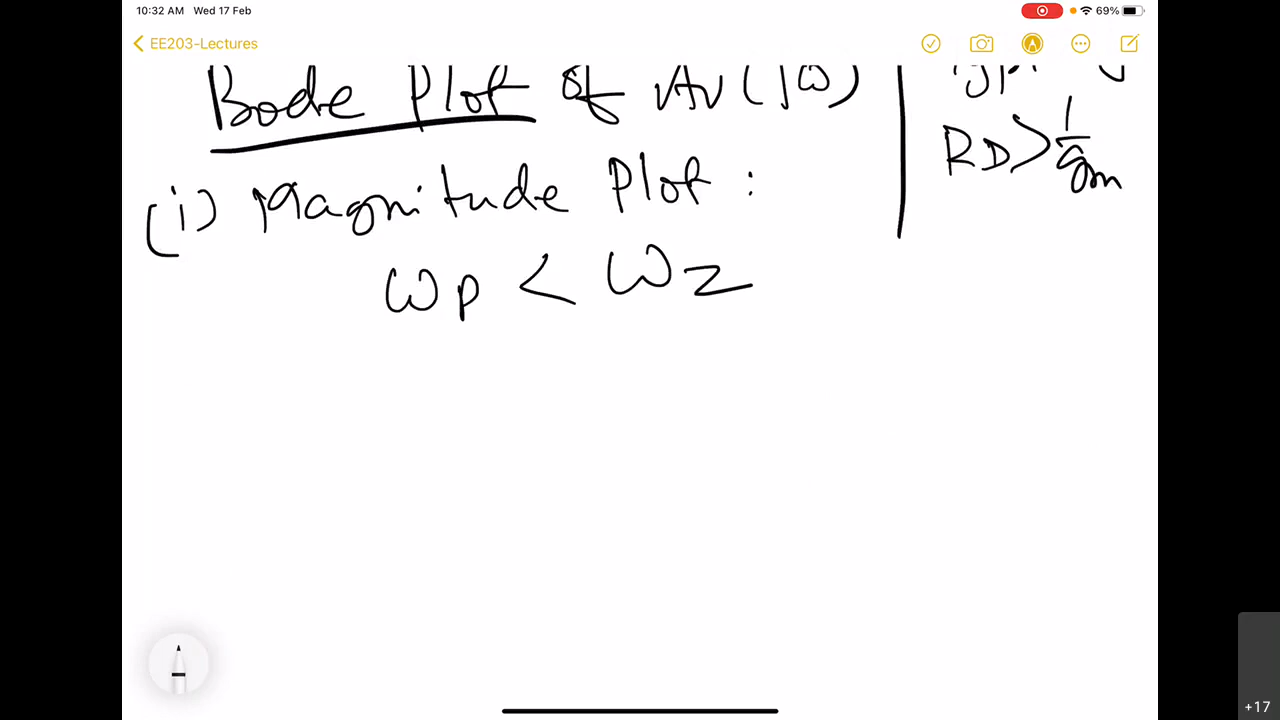 10:32 AM Wed 17 Feb
69%
EE203-Lectures
Bode Plot of Av(jω)
RD > 1/gm
(i) Magnitude Plot :
ωp < ωz
+17